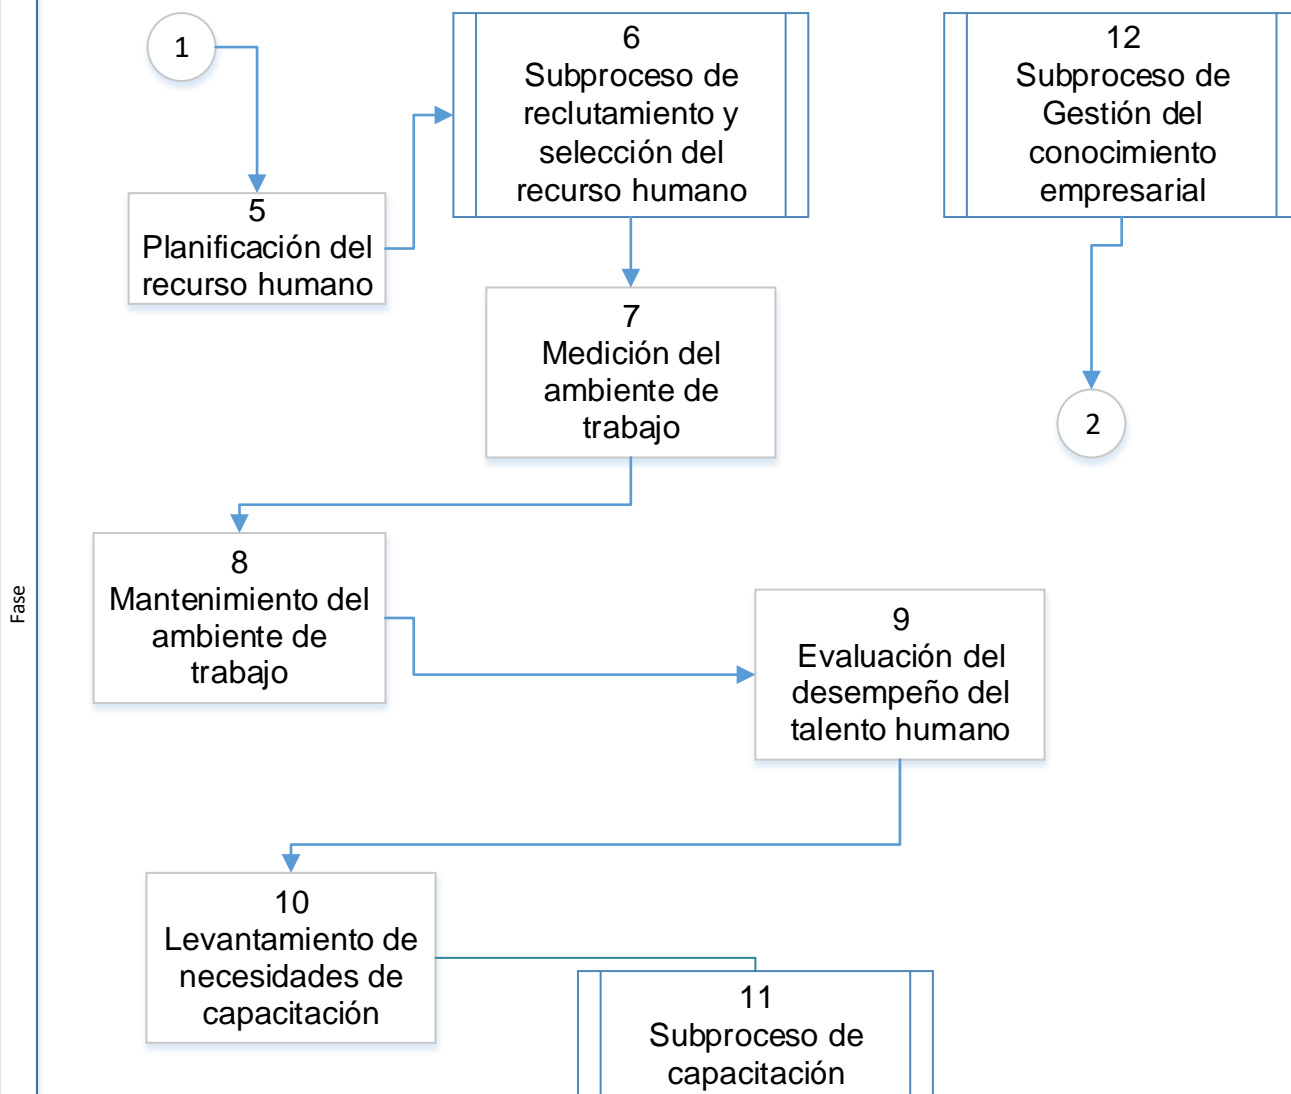 1
6
Subproceso de
reclutamiento y
selección del
recurso humano
12
Subproceso de
Gestión del
conocimiento
empresarial
5
Planificación del
recurso humano
7
Medición del
ambiente de
trabajo
2
8
Mantenimiento del
ambiente de
trabajo
Fase
9
Evaluación del
desempeño del
talento humano
10
Levantamiento de
necesidades de
capacitación
11
Subproceso de
capacitación